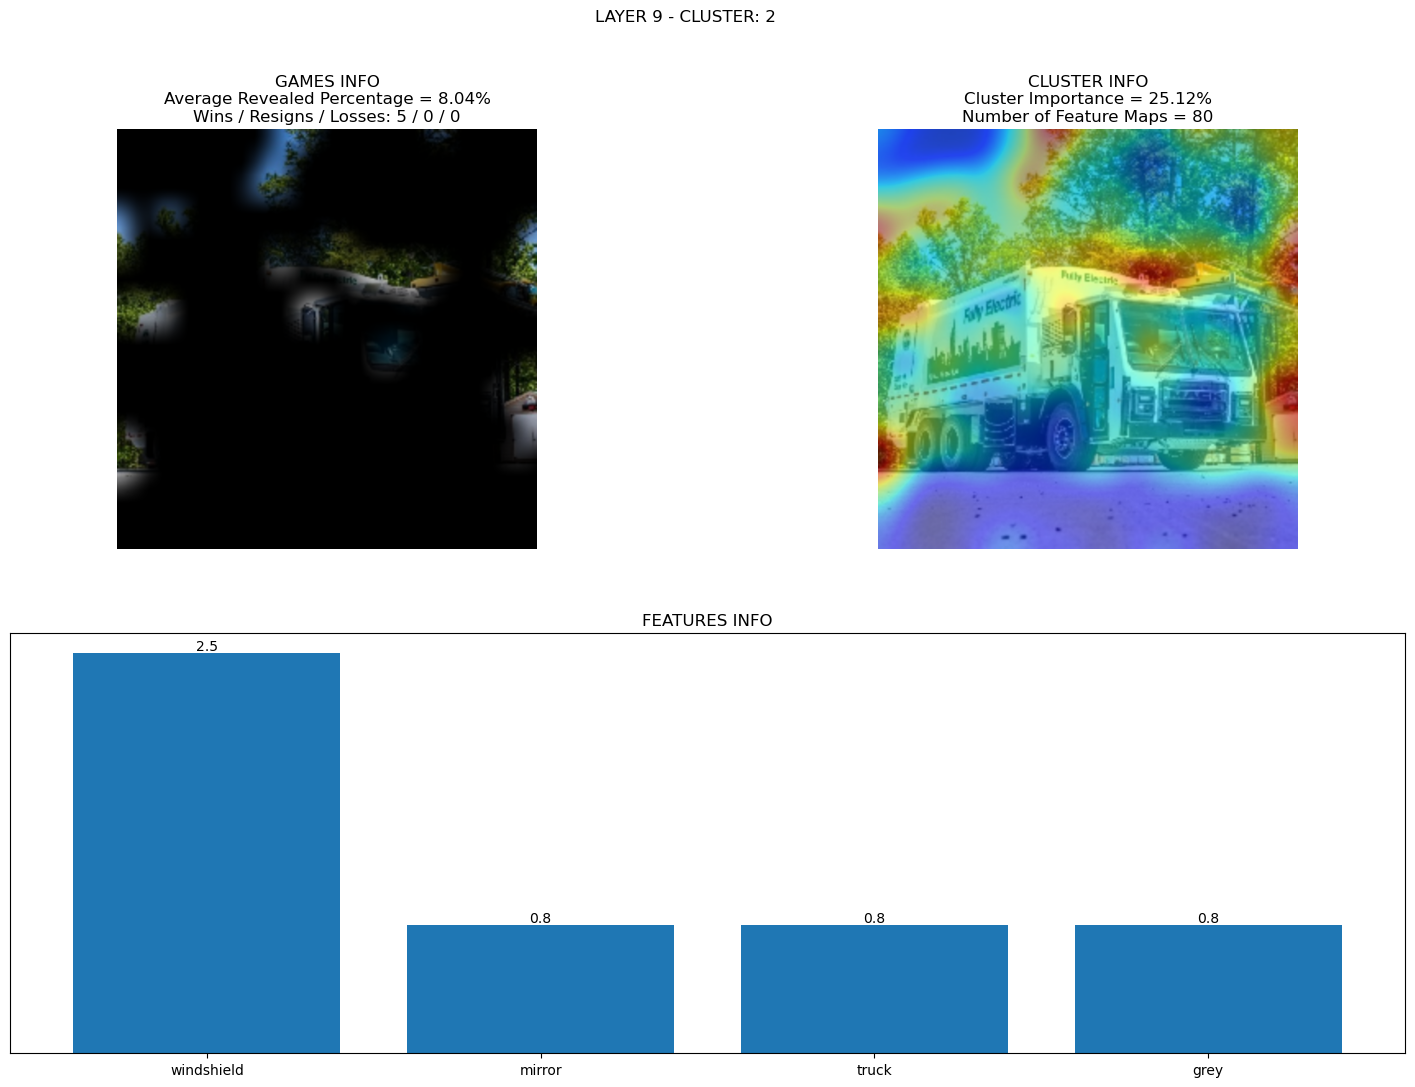 LAYER 9 - CLUSTER: 2
GAMES INFO
Average Revealed Percentage = 8.04%
Wins / Resigns / Losses: 5 / 0 / 0
CLUSTER INFO
Cluster Importance = 25.12%
Number of Feature Maps = 80
Fully Electric
Fully Electric
MACK
FEATURES INFO
2.5
0.8
0.8
0.8
windshield
mirror
truck
grey